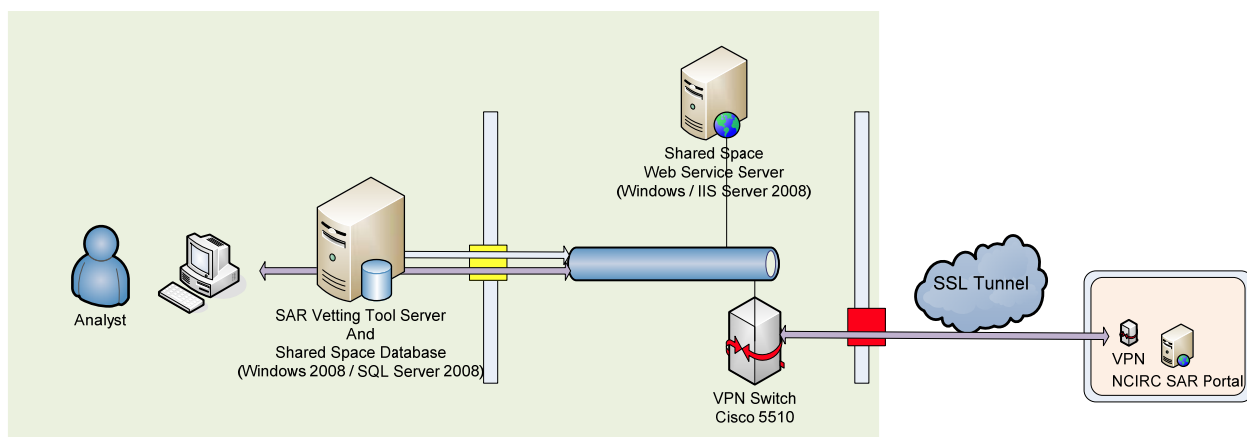 Shared Space
Web Service Server
(Windows / IIS Server 2008)
Analyst
SAR Vetting Tool Server
And
Shared Space Database
(Windows 2008 / SQL Server 2008)
VPN Switch
Cisco 5510
SSL Tunnel
VPN
NCIRC SAR Portal